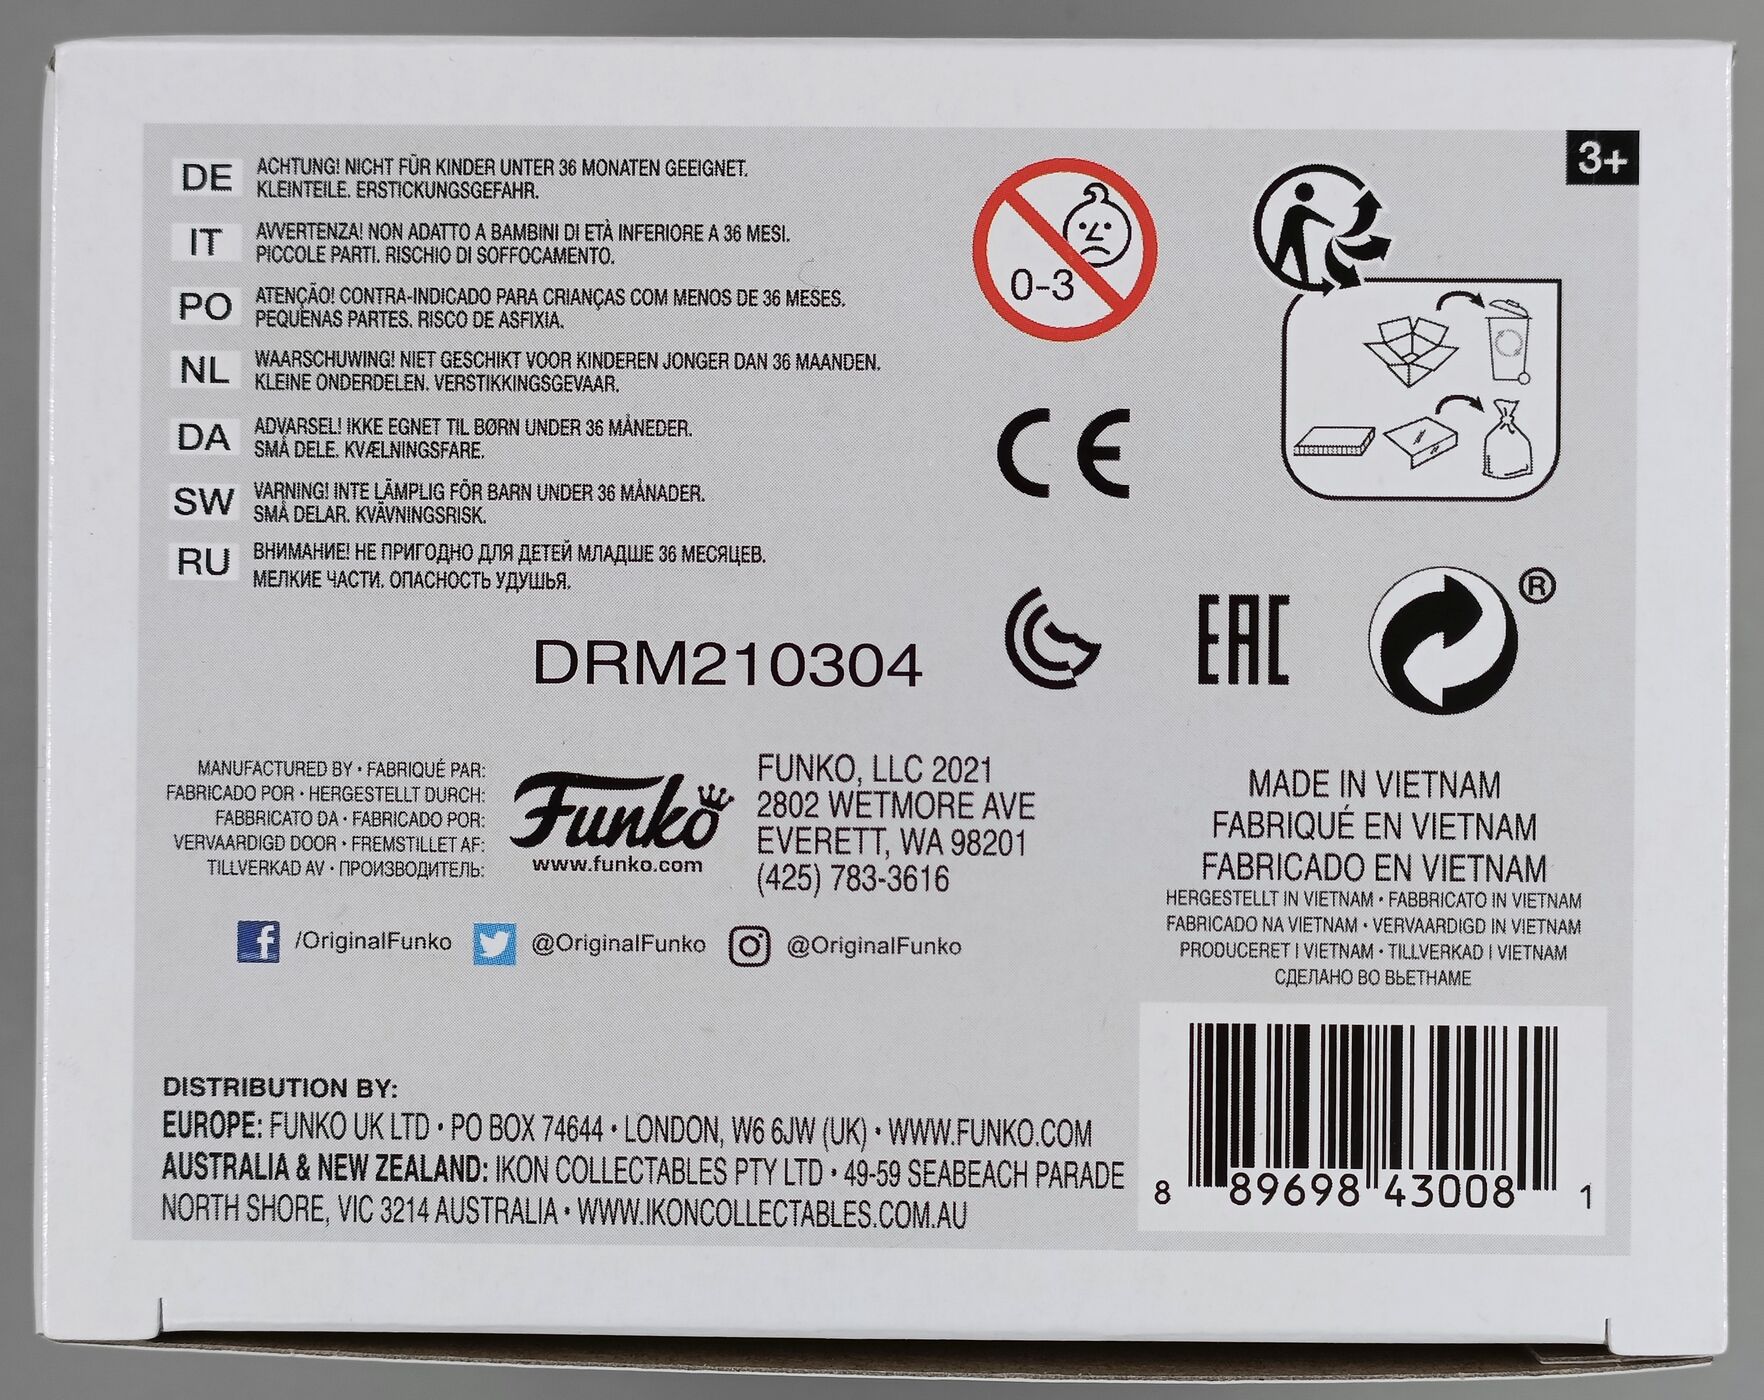 3+
DE
ACHTUNG! NICHT FÜR KINDER UNTER 36 MONATEN GEEIGNET.
KLEINTEILE. ERSTICKUNGSGEFAHR.
IT
AVVERTENZA! NON ADATTO A BAMBINI DI ETÀ INFERIORE A 36 MESI.
PICCOLE PARTI. RISCHIO DI SOFFOCAMENTO.
PO
ATENÇÃO! CONTRA-INDICADO PARA CRIANÇAS COM MENOS DE 36 MESES.
PEQUENAS PARTES. RISCO DE ASFIXIA.
NL
WAARSCHUWING! NIET GESCHIKT VOOR KINDEREN JONGER DAN 36 MAANDEN.
KLEINE ONDERDELEN. VERSTIKKINGSGEVAAR.
DA
ADVARSEL! IKKE EGNET TIL BØRN UNDER 36 MÅNEDER.
SMÅ DELE. KVÆLNINGSFARE.
SW
VARNING! INTE LÄMPLIG FÖR BARN UNDER 36 MÅNADER.
SMÅ DELAR. KVÄVNINGSRISK.
RU
ВНИМАНИЕ! НЕ ПРИГОДНО ДЛЯ ДЕТЕЙ МЛАДШЕ 36 МЕСЯЦЕВ.
МЕЛКИЕ ЧАСТИ. ОПАСНОСТЬ УДУШЬЯ.
0-3
CE
EAC
®
DRM210304
MANUFACTURED BY • FABRIQUÉ PAR:
FABRICADO POR • HERGESTELLT DURCH:
FABBRICATO DA • FABRICADO POR:
VERVAARDIGD DOOR • FREMSTILLET AF:
TILLVERKAD AV • ПРОИЗВОДИТЕЛЬ:
Funko
www.funko.com
FUNKO, LLC 2021
2802 WETMORE AVE
EVERETT, WA 98201
(425) 783-3616
/OriginalFunko
@OriginalFunko
@OriginalFunko
MADE IN VIETNAM
FABRIQUÉ EN VIETNAM
FABRICADO EN VIETNAM
HERGESTELLT IN VIETNAM • FABBRICATO IN VIETNAM
FABRICADO NA VIETNAM • VERVAARDIGD IN VIETNAM
PRODUCERET I VIETNAM • TILLVERKAD I VIETNAM
СДЕЛАНО ВО ВЬЕТНАМЕ
DISTRIBUTION BY:
EUROPE: FUNKO UK LTD • PO BOX 74644 • LONDON, W6 6JW (UK) • WWW.FUNKO.COM
AUSTRALIA & NEW ZEALAND: IKON COLLECTABLES PTY LTD • 49-59 SEABEACH PARADE
NORTH SHORE, VIC 3214 AUSTRALIA • WWW.IKONCOLLECTABLES.COM.AU
8 89698 43008 1